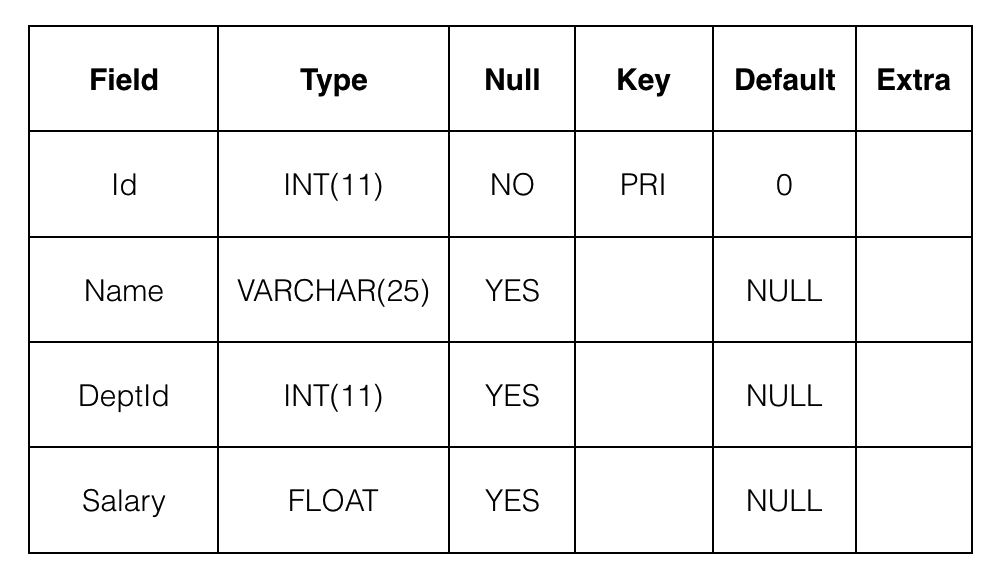 Field Type Null Key Default Extra
Id INT(11) NO PRI 0
Name VARCHAR(25) YES NULL
DeptId INT(11) YES NULL
Salary FLOAT YES NULL